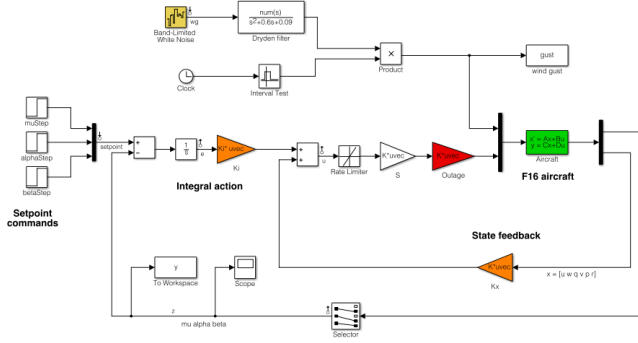 wg
Band-Limited
White Noise
num(s)
s²+0.6s+0.09
Dryden filter
×
Product
gust
wind gust
Clock
Interval Test
muStep
alphaStep
betaStep
setpoint
Setpoint
commands
+
−
1
s
e
Ki* uvec
Ki
Integral action
+
+
u
Rate Limiter
K*uvec
S
K*uvec
Outage
x' = Ax+Bu
y = Cx+Du
Aircraft
F16 aircraft
State feedback
K*uvec
Kx
x = [u w q v p r]
y
To Workspace
Scope
z
mu alpha beta
Selector